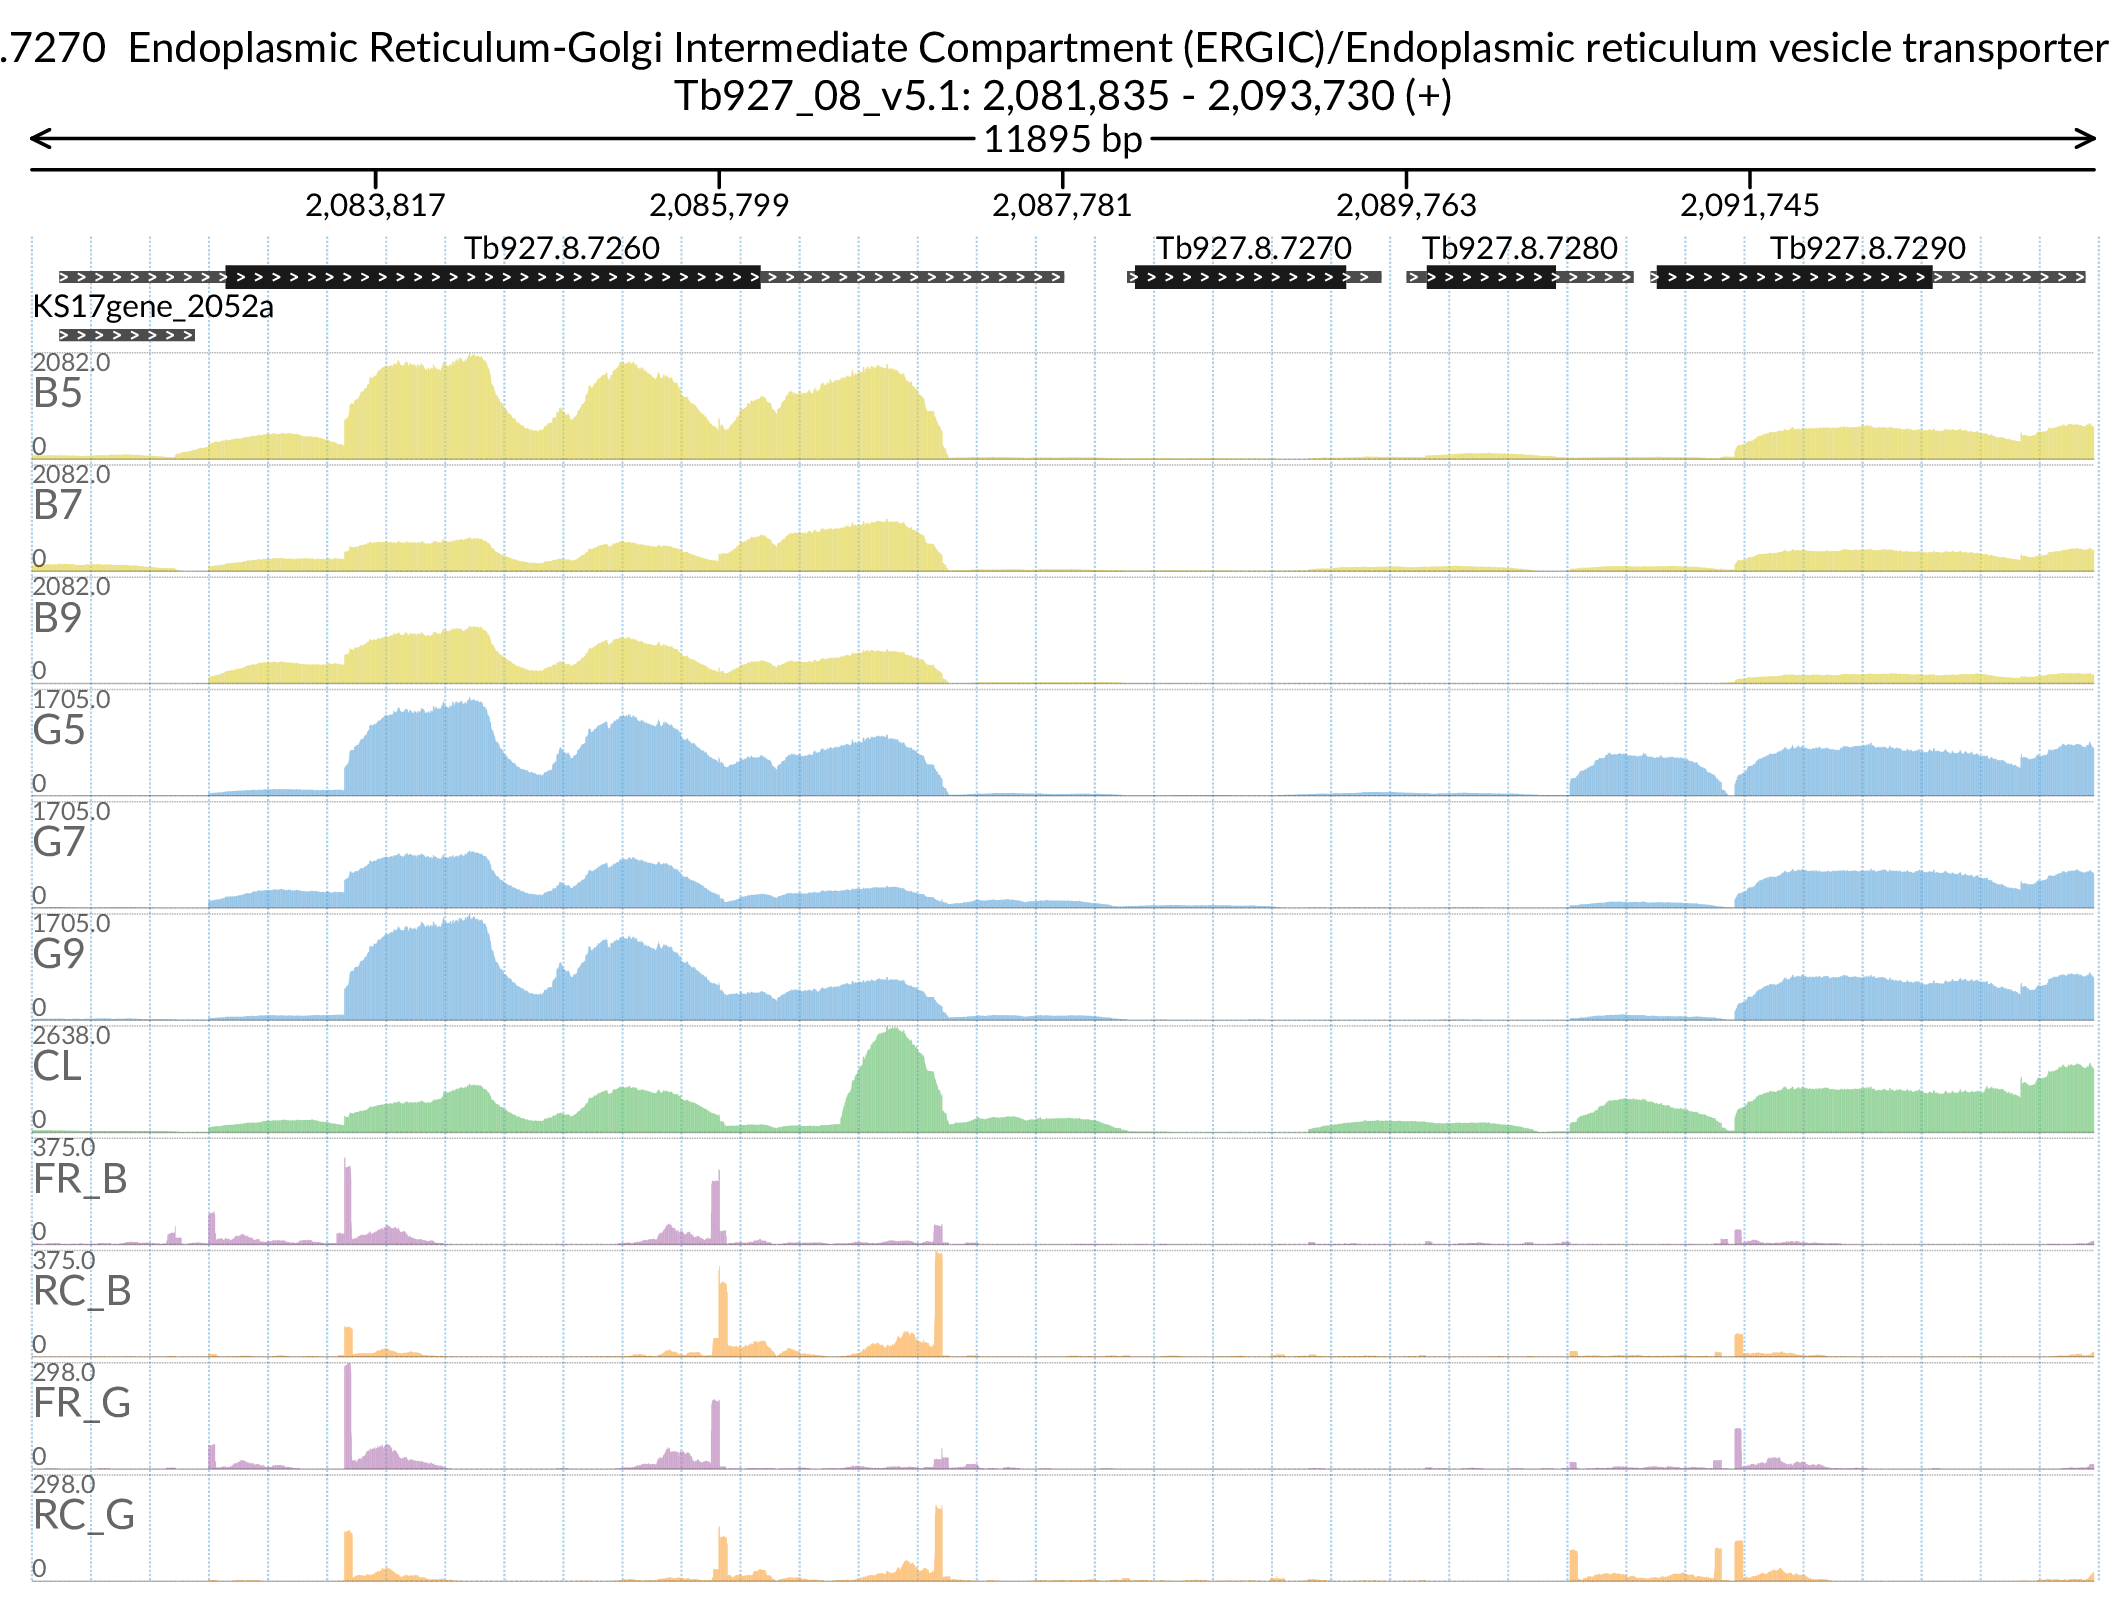 .7270 Endoplasmic Reticulum-Golgi Intermediate Compartment (ERGIC)/Endoplasmic reticulum vesicle transporter
Tb927_08_v5.1: 2,081,835 - 2,093,730 (+)
11895 bp
2,083,817 2,085,799 2,087,781 2,089,763 2,091,745
Tb927.8.7260 Tb927.8.7270 Tb927.8.7280 Tb927.8.7290
KS17gene_2052a
2082.0
B5
0
2082.0
B7
0
2082.0
B9
0
1705.0
G5
0
1705.0
G7
0
1705.0
G9
0
2638.0
CL
0
375.0
FR_B
0
375.0
RC_B
0
298.0
FR_G
0
298.0
RC_G
0